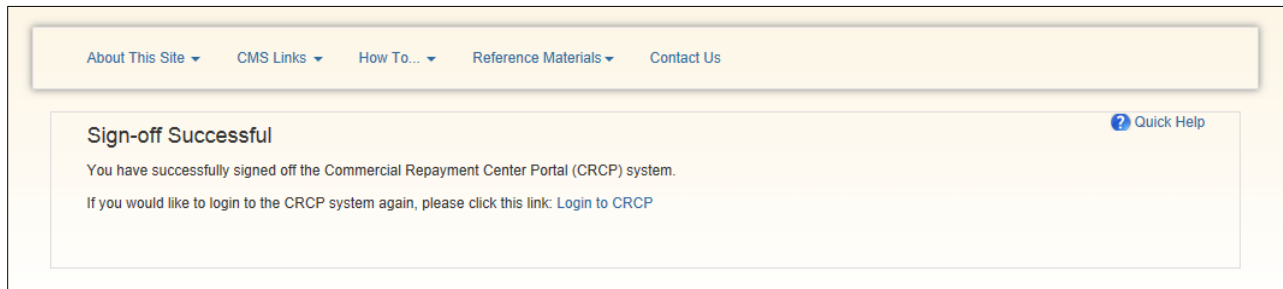 About This Site CMS Links How To... Reference Materials Contact Us
Quick Help
Sign-off Successful
You have successfully signed off the Commercial Repayment Center Portal (CRCP) system.
If you would like to login to the CRCP system again, please click this link: Login to CRCP